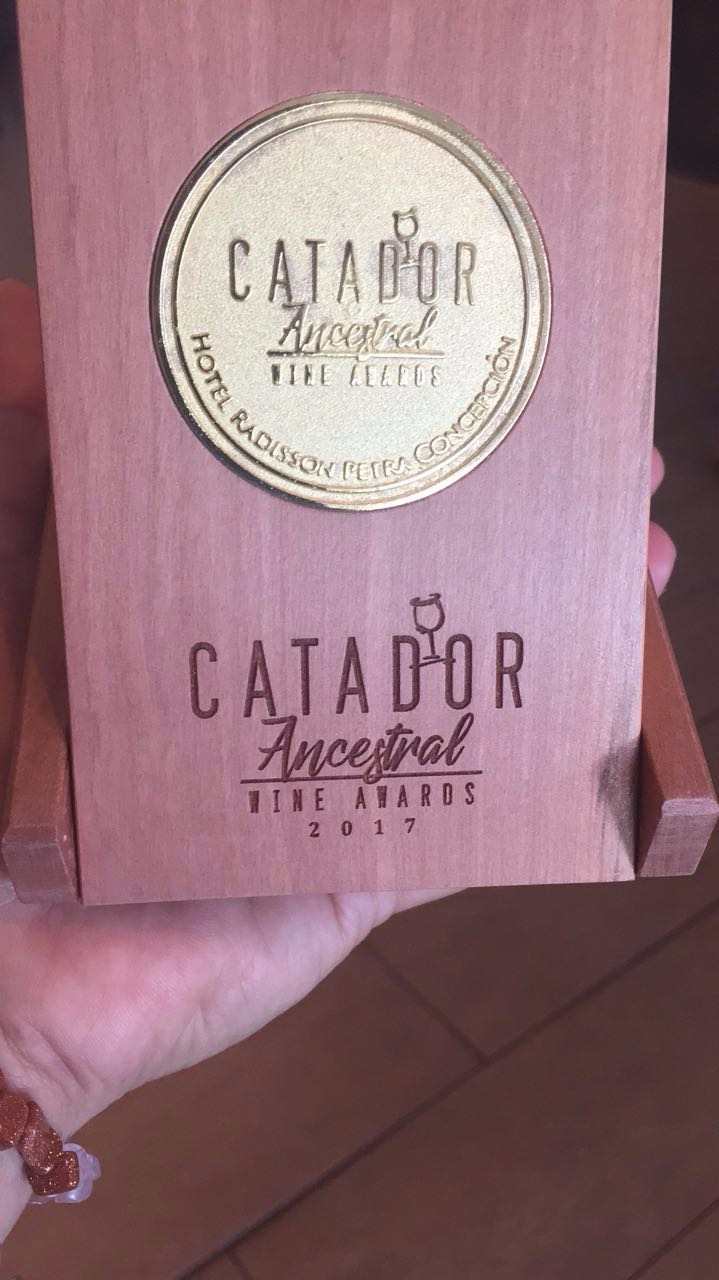 CATADOR
Ancestral
WINE AWARDS
HOTEL RADISSON PETRA CONCEPCIÓN
CATADOR
Ancestral
WINE AWARDS
2017